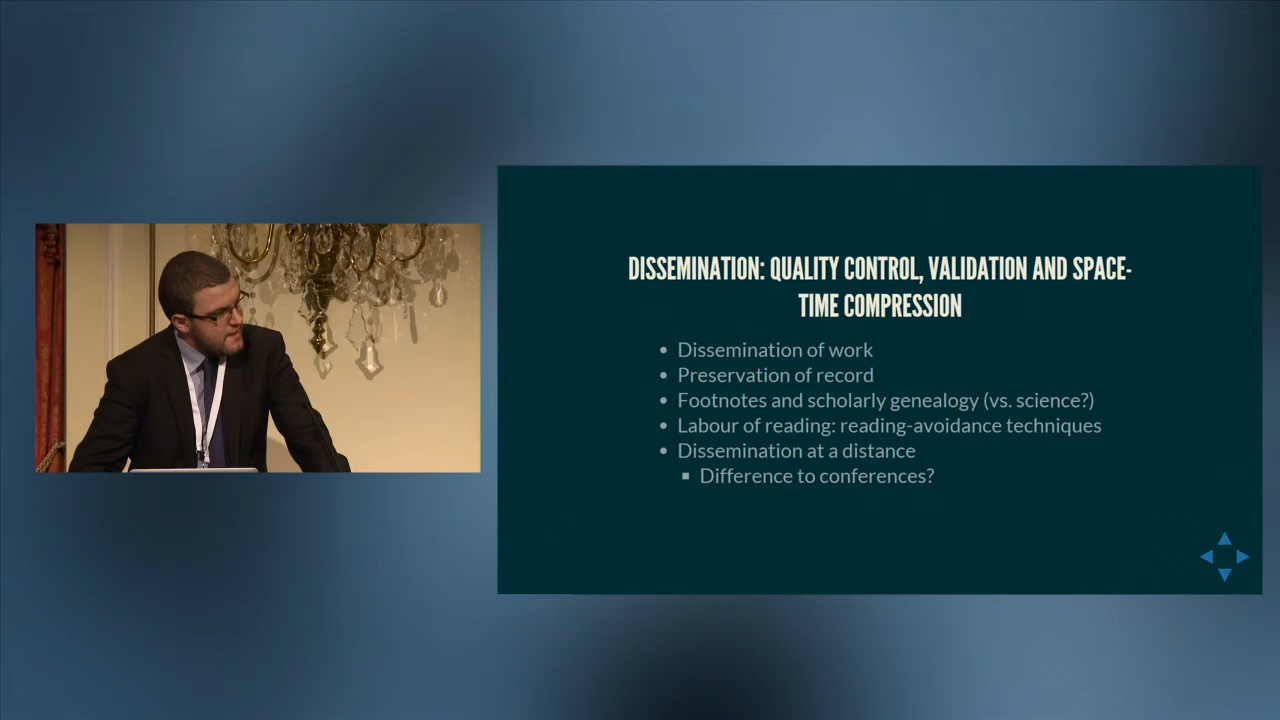 DISSEMINATION: QUALITY CONTROL, VALIDATION AND SPACE-
TIME COMPRESSION
• Dissemination of work
• Preservation of record
• Footnotes and scholarly genealogy (vs. science?)
• Labour of reading: reading-avoidance techniques
• Dissemination at a distance
▪ Difference to conferences?